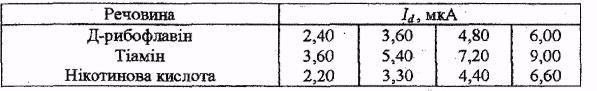 Речовина I_d, мкА
Д-рибофлавін 2,40 3,60 4,80 6,00
Тіамін 3,60 5,40 7,20 9,00
Нікотинова кислота 2,20 3,30 4,40 6,60